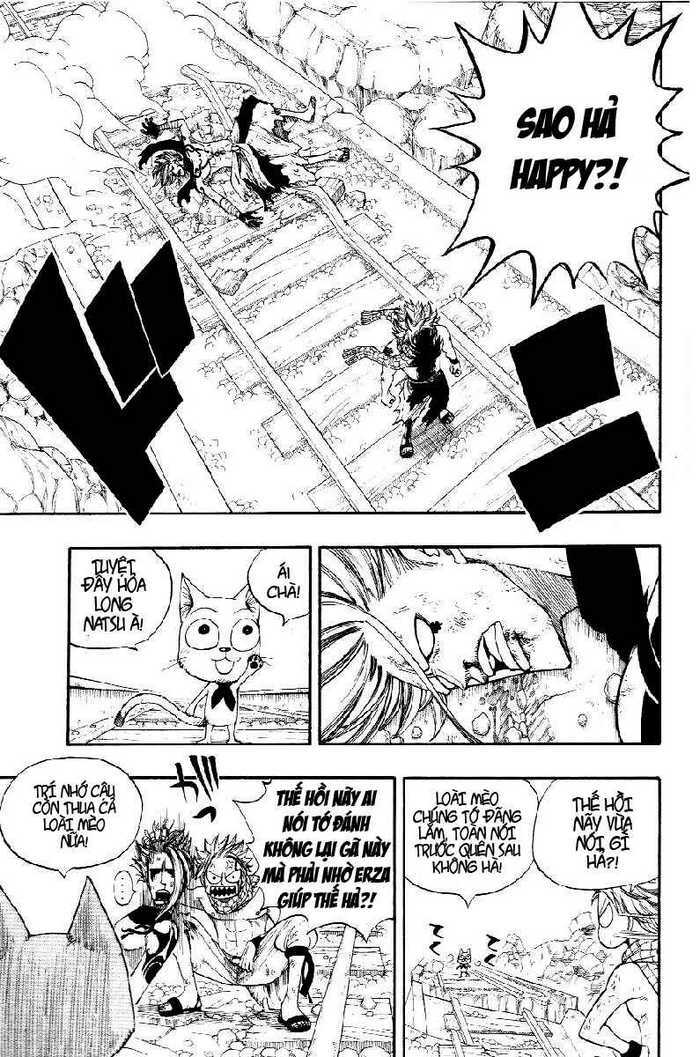 SAO HẢ
HAPPY?!
ÁI
CHÀ!
TUYỆT
ĐẤY HỎA
LONG
NATSU À!
THẾ HỒI
NÃY VỪA
NÓI GÌ
HẢ?!
LOÀI MÈO
CHÚNG TỚ ĐÃNG
LẮM, TOÀN NÓI
TRƯỚC QUÊN SAU
KHÔNG HÀ!
THẾ HỒI NÃY AI
NÓI TỚ ĐÁNH
KHÔNG LẠI GÃ NÀY
MÀ PHẢI NHỜ ERZA
GIÚP THẾ HẢ?!
...
TRÍ NHỚ CẬU
CÒN THUA CẢ
LOÀI MÈO
NỮA!